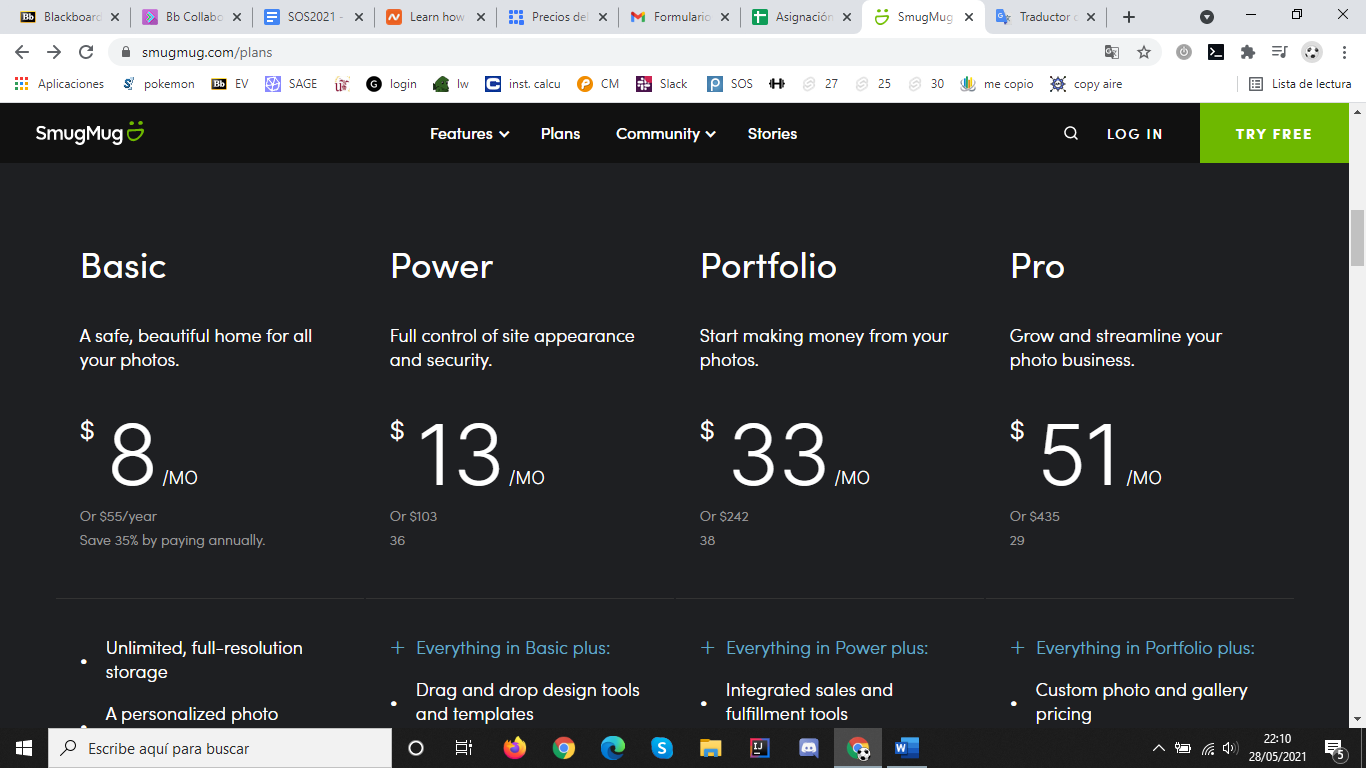 Blackboard
Bb Collabo
SOS2021 -
Learn how
Precios del
Formulario
Asignación
SmugMug
Traductor
smugmug.com/plans
Aplicaciones
pokemon
Bb EV
SAGE
login
lw
inst. calcu
CM
Slack
SOS
27
25
30
me copio
copy aire
Lista de lectura
SmugMug
Features
Plans
Community
Stories
LOG IN
TRY FREE
Basic
A safe, beautiful home for all
your photos.
$ 8 /MO
Or $55/year
Save 35% by paying annually.
Unlimited, full-resolution
storage
A personalized photo
Power
Full control of site appearance
and security.
$ 13 /MO
Or $103
36
+ Everything in Basic plus:
Drag and drop design tools
and templates
Portfolio
Start making money from your
photos.
$ 33 /MO
Or $242
38
+ Everything in Power plus:
Integrated sales and
fulfillment tools
Pro
Grow and streamline your
photo business.
$ 51 /MO
Or $435
29
+ Everything in Portfolio plus:
Custom photo and gallery
pricing
Escribe aquí para buscar
22:10
28/05/2021
5